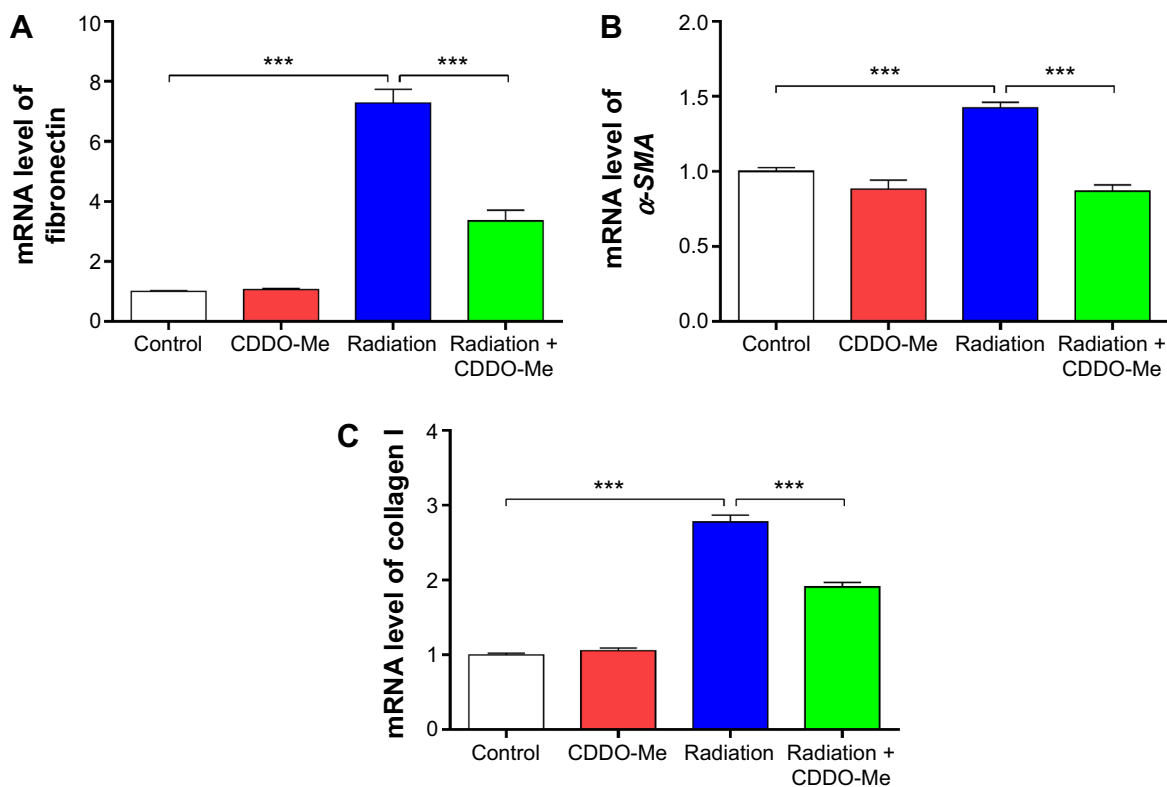 A
mRNA level of
fibronectin
10
8
6
4
2
0
***
***
Control
CDDO-Me
Radiation
Radiation +
CDDO-Me
B
mRNA level of
α-SMA
2.0
1.5
1.0
0.5
0.0
***
***
Control
CDDO-Me
Radiation
Radiation +
CDDO-Me
C
mRNA level of collagen I
4
3
2
1
0
***
***
Control
CDDO-Me
Radiation
Radiation +
CDDO-Me